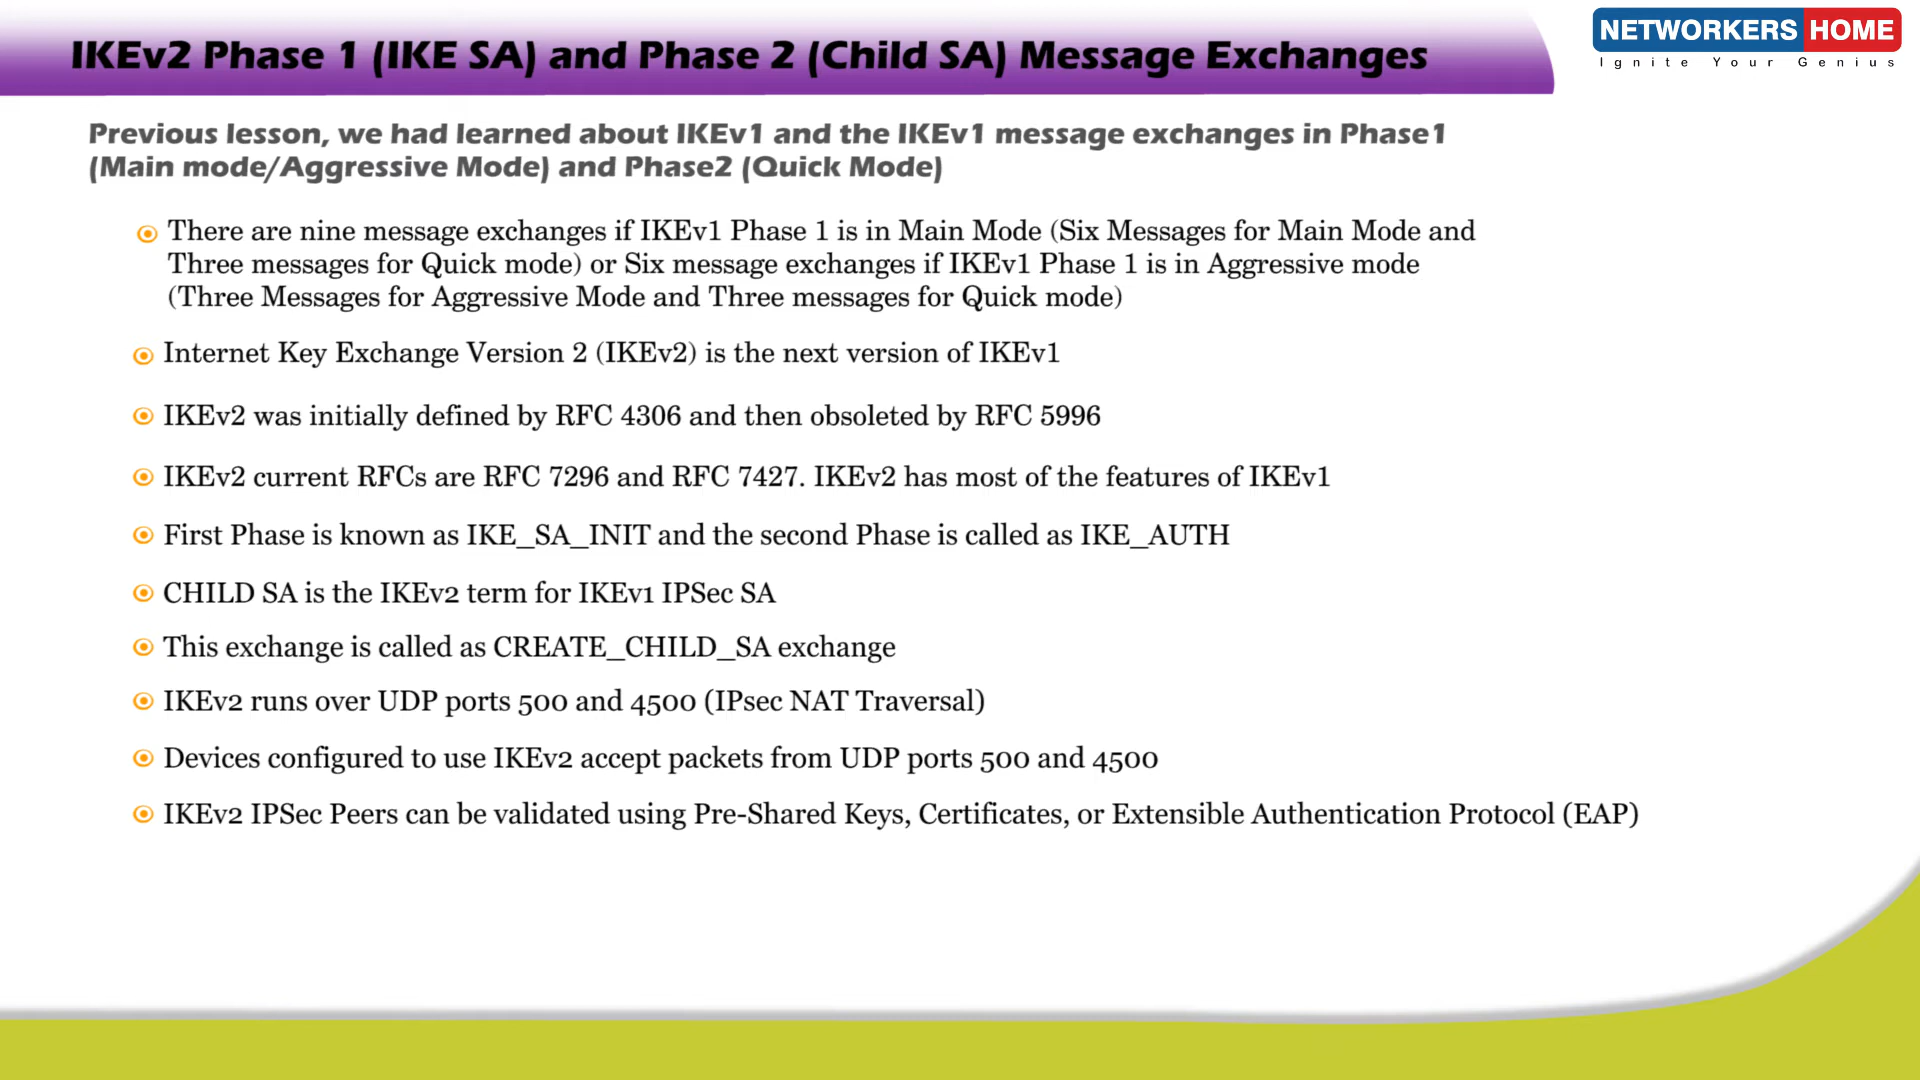 IKEv2 Phase 1 (IKE SA) and Phase 2 (Child SA) Message Exchanges
NETWORKERS HOME
Ignite Your Genius
Previous lesson, we had learned about IKEv1 and the IKEv1 message exchanges in Phase1
(Main mode/Aggressive Mode) and Phase2 (Quick Mode)
There are nine message exchanges if IKEv1 Phase 1 is in Main Mode (Six Messages for Main Mode and
Three messages for Quick mode) or Six message exchanges if IKEv1 Phase 1 is in Aggressive mode
(Three Messages for Aggressive Mode and Three messages for Quick mode)
Internet Key Exchange Version 2 (IKEv2) is the next version of IKEv1
IKEv2 was initially defined by RFC 4306 and then obsoleted by RFC 5996
IKEv2 current RFCs are RFC 7296 and RFC 7427. IKEv2 has most of the features of IKEv1
First Phase is known as IKE_SA_INIT and the second Phase is called as IKE_AUTH
CHILD SA is the IKEv2 term for IKEv1 IPSec SA
This exchange is called as CREATE_CHILD_SA exchange
IKEv2 runs over UDP ports 500 and 4500 (IPsec NAT Traversal)
Devices configured to use IKEv2 accept packets from UDP ports 500 and 4500
IKEv2 IPSec Peers can be validated using Pre-Shared Keys, Certificates, or Extensible Authentication Protocol (EAP)